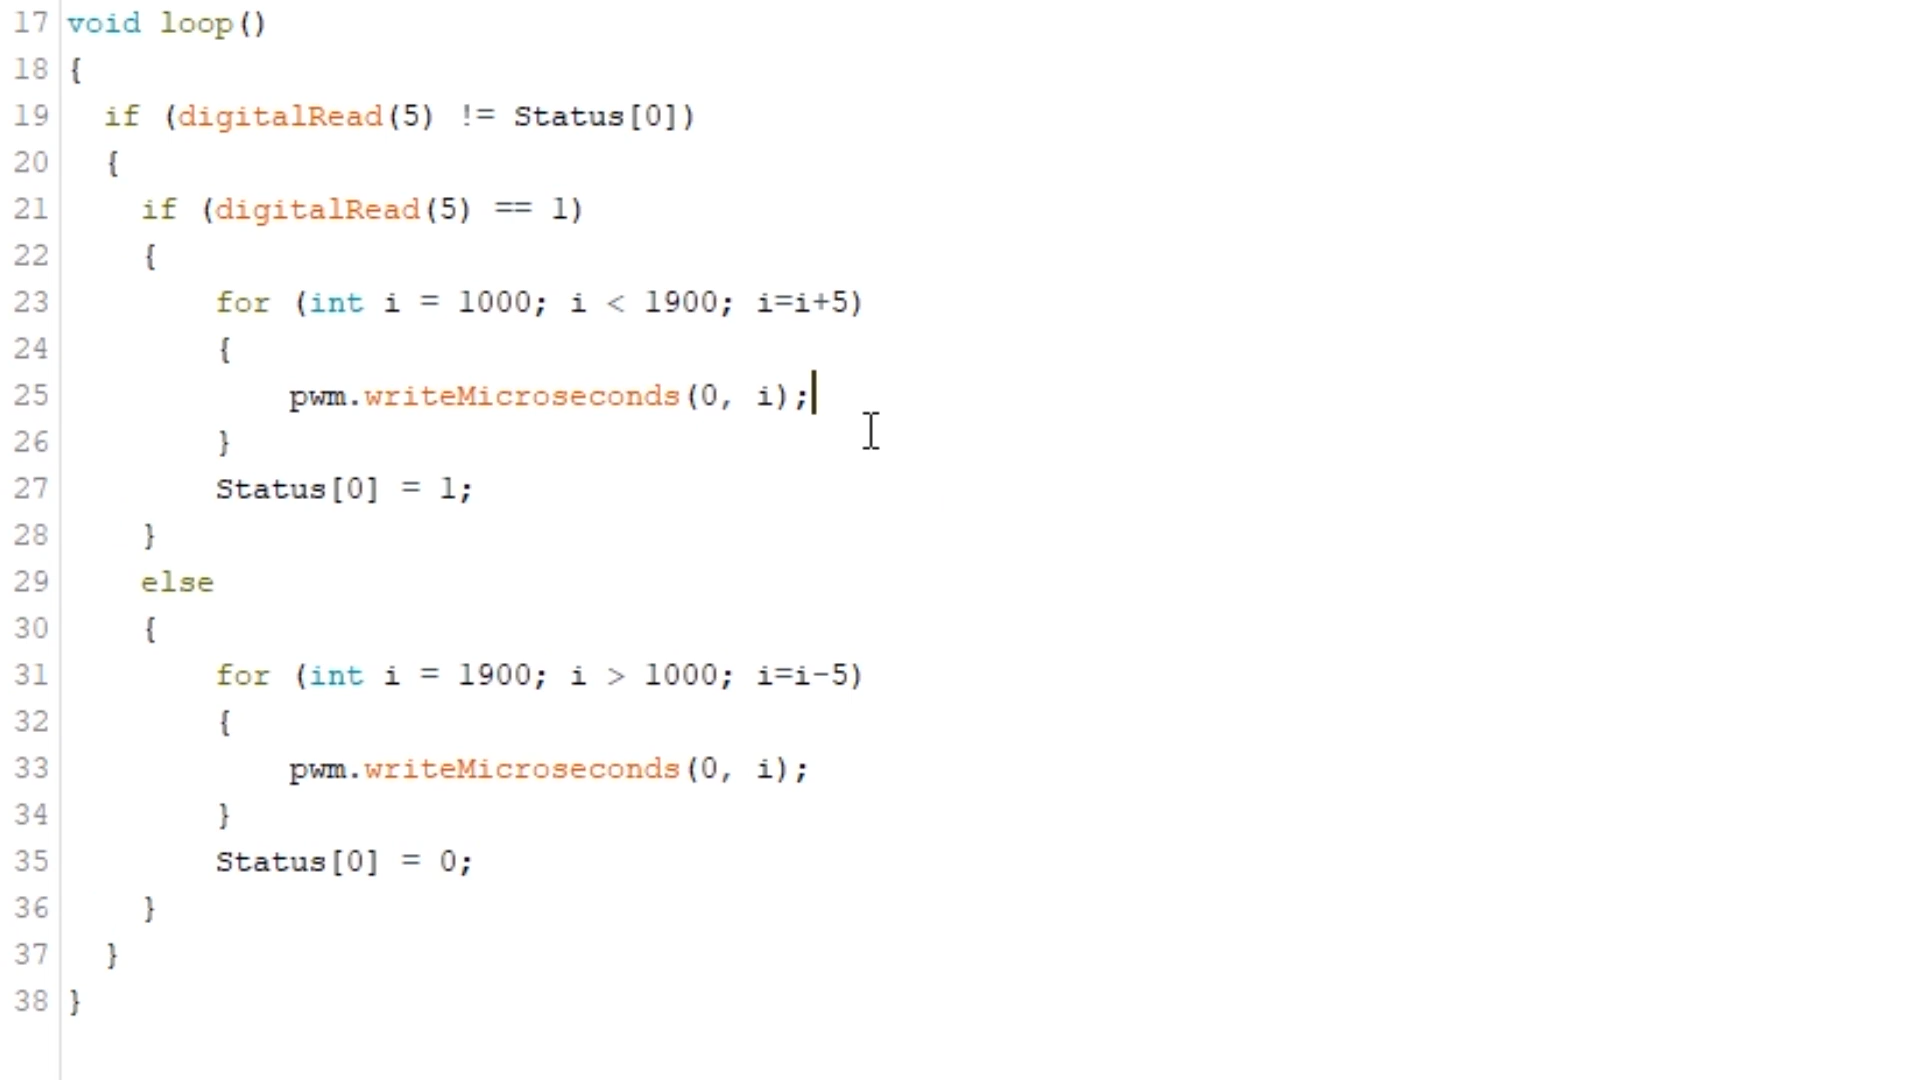 17 void loop()
18 {
19   if (digitalRead(5) != Status[0])
20   {
21     if (digitalRead(5) == 1)
22     {
23         for (int i = 1000; i < 1900; i=i+5)
24         {
25             pwm.writeMicroseconds(0, i);
26         }
27         Status[0] = 1;
28     }
29     else
30     {
31         for (int i = 1900; i > 1000; i=i-5)
32         {
33             pwm.writeMicroseconds(0, i);
34         }
35         Status[0] = 0;
36     }
37   }
38 }